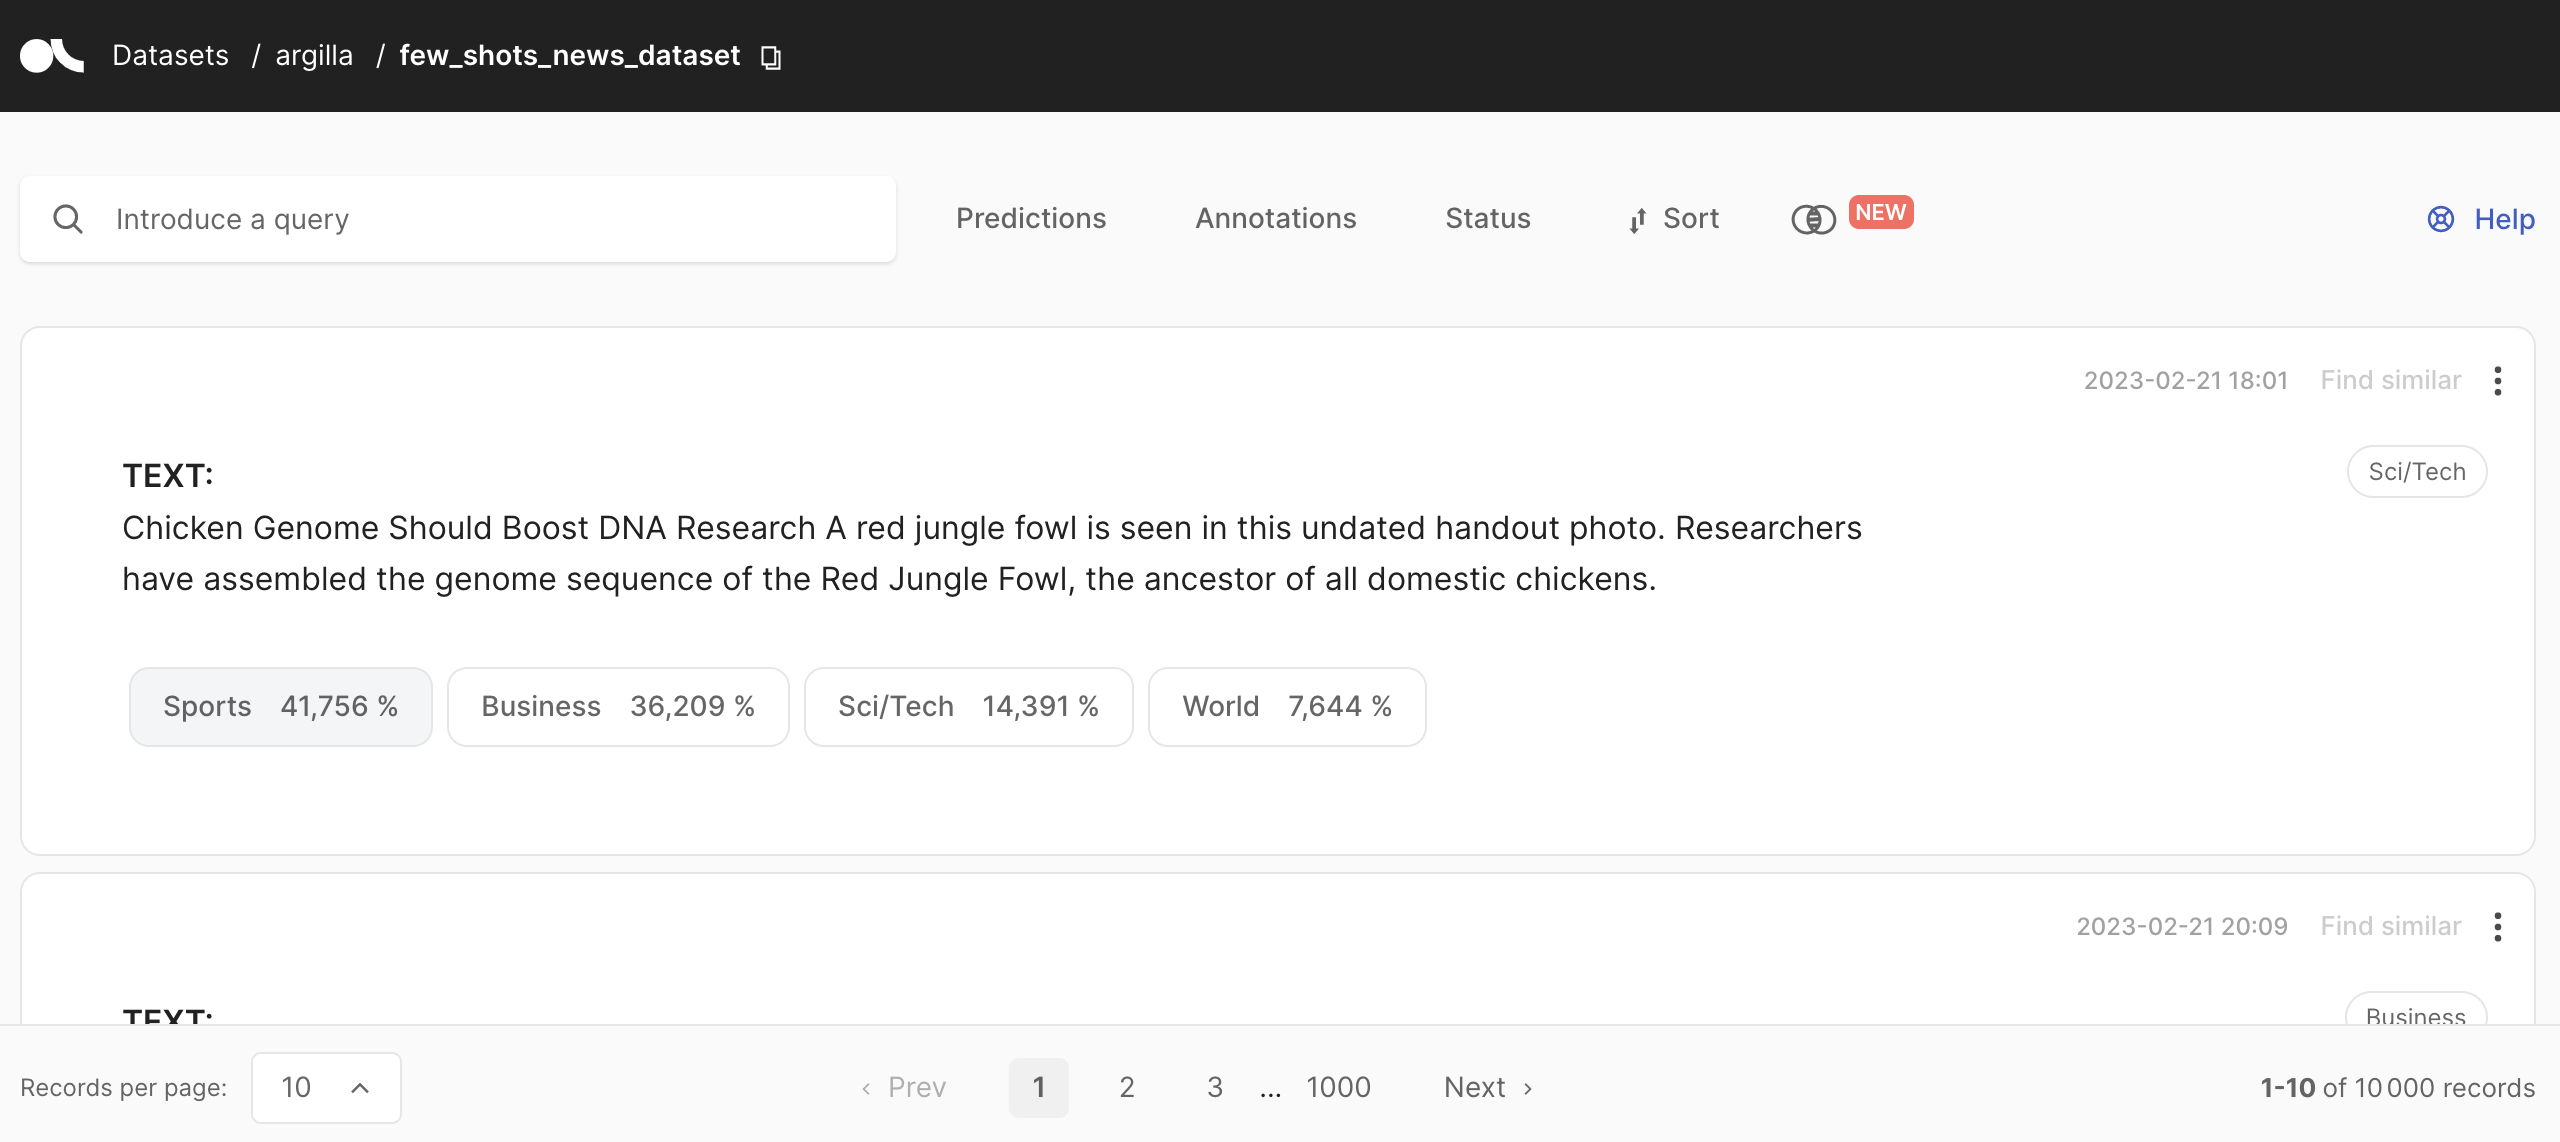 Datasets / argilla / few_shots_news_dataset
Introduce a query
Predictions
Annotations
Status
Sort
NEW
Help
2023-02-21 18:01 Find similar
Sci/Tech
TEXT:
Chicken Genome Should Boost DNA Research A red jungle fowl is seen in this undated handout photo. Researchers
have assembled the genome sequence of the Red Jungle Fowl, the ancestor of all domestic chickens.
Sports 41,756 %
Business 36,209 %
Sci/Tech 14,391 %
World 7,644 %
2023-02-21 20:09 Find similar
Business
TEXT:
Records per page: 10
‹ Prev 1 2 3 ... 1000 Next ›
1-10 of 10 000 records